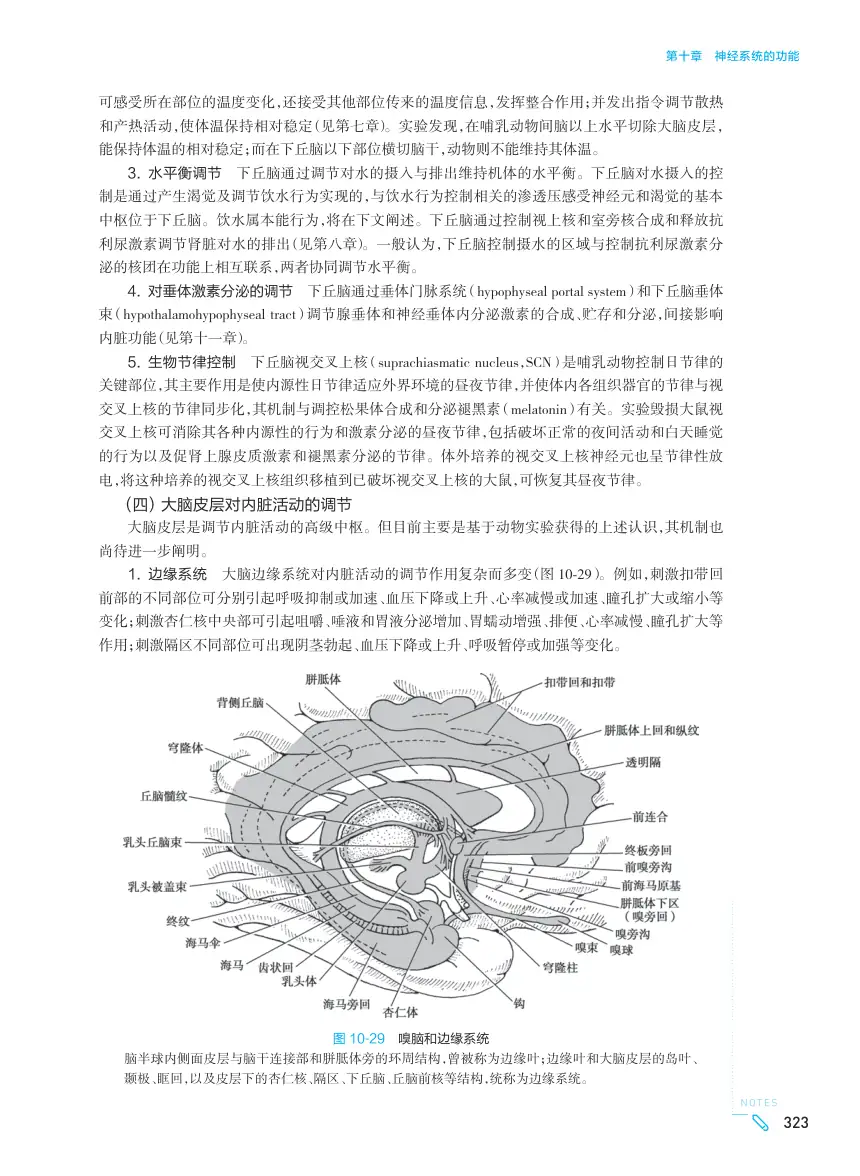 第十章　神经系统的功能
可感受所在部位的温度变化,还接受其他部位传来的温度信息,发挥整合作用;并发出指令调节散热
和产热活动,使体温保持相对稳定(见第七章)。实验发现,在哺乳动物间脑以上水平切除大脑皮层,
能保持体温的相对稳定;而在下丘脑以下部位横切脑干,动物则不能维持其体温。
3. 水平衡调节　下丘脑通过调节对水的摄入与排出维持机体的水平衡。下丘脑对水摄入的控
制是通过产生渴觉及调节饮水行为实现的,与饮水行为控制相关的渗透压感受神经元和渴觉的基本
中枢位于下丘脑。饮水属本能行为,将在下文阐述。下丘脑通过控制视上核和室旁核合成和释放抗
利尿激素调节肾脏对水的排出(见第八章)。一般认为,下丘脑控制摄水的区域与控制抗利尿激素分
泌的核团在功能上相互联系,两者协同调节水平衡。
4. 对垂体激素分泌的调节　下丘脑通过垂体门脉系统(hypophyseal portal system)和下丘脑垂体
束(hypothalamohypophyseal tract)调节腺垂体和神经垂体内分泌激素的合成、贮存和分泌,间接影响
内脏功能(见第十一章)。
5. 生物节律控制　下丘脑视交叉上核(suprachiasmatic nucleus,SCN)是哺乳动物控制日节律的
关键部位,其主要作用是使内源性日节律适应外界环境的昼夜节律,并使体内各组织器官的节律与视
交叉上核的节律同步化,其机制与调控松果体合成和分泌褪黑素(melatonin)有关。实验毁损大鼠视
交叉上核可消除其各种内源性的行为和激素分泌的昼夜节律,包括破坏正常的夜间活动和白天睡觉
的行为以及促肾上腺皮质激素和褪黑素分泌的节律。体外培养的视交叉上核神经元也呈节律性放
电,将这种培养的视交叉上核组织移植到已破坏视交叉上核的大鼠,可恢复其昼夜节律。
(四)大脑皮层对内脏活动的调节
大脑皮层是调节内脏活动的高级中枢。但目前主要是基于动物实验获得的上述认识,其机制也
尚待进一步阐明。
1. 边缘系统　大脑边缘系统对内脏活动的调节作用复杂而多变(图 10-29)。例如,刺激扣带回
前部的不同部位可分别引起呼吸抑制或加速、血压下降或上升、心率减慢或加速、瞳孔扩大或缩小等
变化;刺激杏仁核中央部可引起咀嚼、唾液和胃液分泌增加、胃蠕动增强、排便、心率减慢、瞳孔扩大等
作用;刺激隔区不同部位可出现阴茎勃起、血压下降或上升、呼吸暂停或加强等变化。
胼胝体
扣带回和扣带
背侧丘脑
胼胝体上回和纵纹
穹隆体
透明隔
丘脑髓纹
前连合
乳头丘脑束
终板旁回
前嗅旁沟
乳头被盖束
前海马原基
胼胝体下区
(嗅旁回)
终纹
嗅旁沟
海马伞
嗅束
嗅球
海马
齿状回
穹隆柱
乳头体
海马旁回
钩
杏仁体
图 10-29　嗅脑和边缘系统
脑半球内侧面皮层与脑干连接部和胼胝体旁的环周结构,曾被称为边缘叶;边缘叶和大脑皮层的岛叶、
颞极、眶回,以及皮层下的杏仁核、隔区、下丘脑、丘脑前核等结构,统称为边缘系统。
NOTES
323